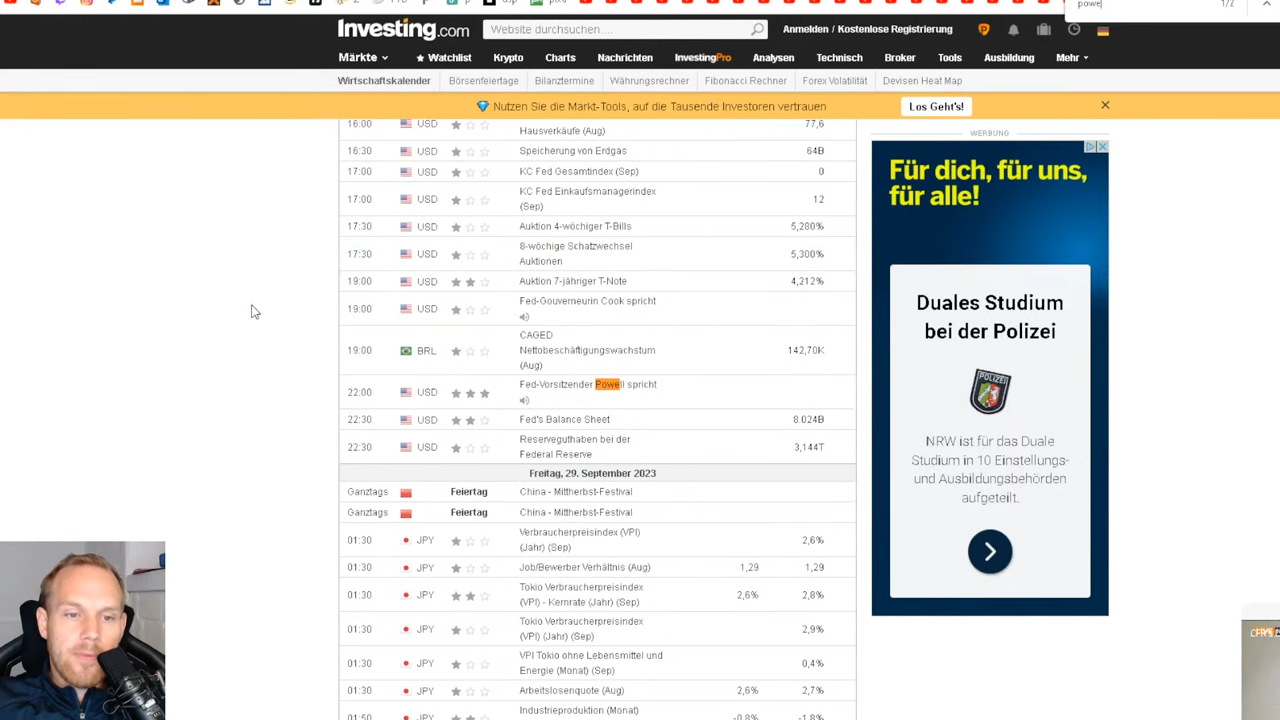 powe
1/2
Investing.com
Website durchsuchen...
Anmelden / Kostenlose Registrierung
Märkte
Watchlist
Krypto
Charts
Nachrichten
InvestingPro
Analysen
Technisch
Broker
Tools
Ausbildung
Mehr
Wirtschaftskalender
Börsenfeiertage
Bilanztermine
Währungsrechner
Fibonacci Rechner
Forex Volatilität
Devisen Heat Map
Nutzen Sie die Markt-Tools, auf die Tausende Investoren vertrauen
Los Geht's!
16:00 USD Hausverkäufe (Aug) 77,6
16:30 USD Speicherung von Erdgas 64B
17:00 USD KC Fed Gesamtindex (Sep) 0
17:00 USD KC Fed Einkaufsmanagerindex 12
(Sep)
17:30 USD Auktion 4-wöchiger T-Bills 5,280%
17:30 USD 8-wöchige Schatzwechsel 5,300%
Auktionen
19:00 USD Auktion 7-jähriger T-Note 4,212%
19:00 USD Fed-Gouverneurin Cook spricht
19:00 BRL CAGED
Nettobeschäftigungswachstum 142,70K
(Aug)
22:00 USD Fed-Vorsitzender Powell spricht
22:30 USD Fed's Balance Sheet 8.024B
22:30 USD Reserveguthaben bei der 3,144T
Federal Reserve
Freitag, 29. September 2023
Ganztags Feiertag China - Mittherbst-Festival
Ganztags Feiertag China - Mittherbst-Festival
01:30 JPY Verbraucherpreisindex (VPI) 2,6%
(Jahr) (Sep)
01:30 JPY Job/Bewerber Verhältnis (Aug) 1,29 1,29
01:30 JPY Tokio Verbraucherpreisindex 2,6% 2,8%
(VPI) - Kernrate (Jahr) (Sep)
01:30 JPY Tokio Verbraucherpreisindex 2,9%
(VPI) (Jahr) (Sep)
01:30 JPY VPI Tokio ohne Lebensmittel und 0,4%
Energie (Monat) (Sep)
01:30 JPY Arbeitslosenquote (Aug) 2,6% 2,7%
01:50 JPY Industrieproduktion (Monat) -0,8% -1,8%
WERBUNG
Für dich, für uns,
für alle!
Duales Studium
bei der Polizei
POLIZEI
NRW ist für das Duale
Studium in 10 Einstellungs-
und Ausbildungsbehörden
aufgeteilt.